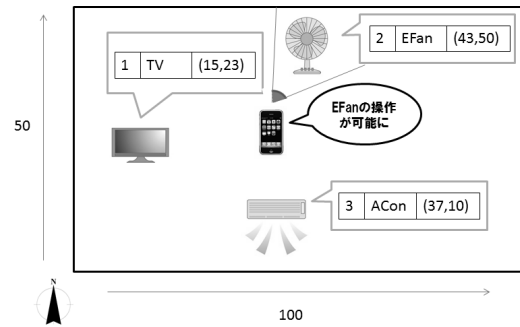 1 TV (15,23)
2 EFan (43,50)
EFanの操作
が可能に
50
3 ACon (37,10)
N
100